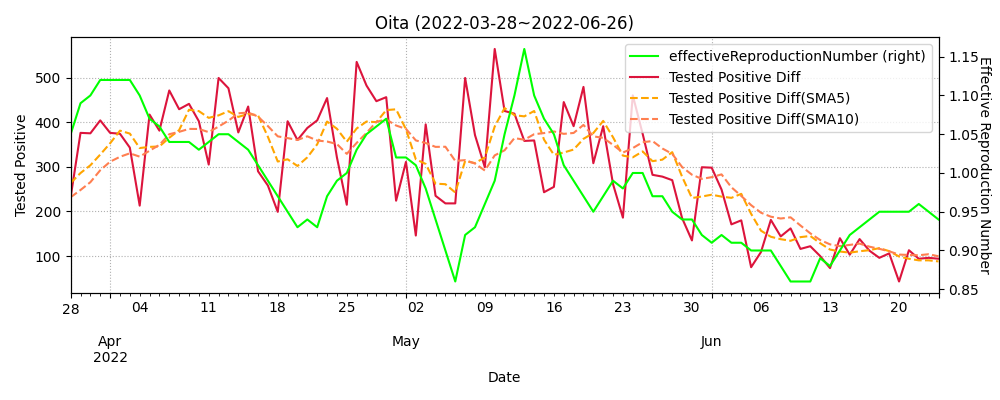 Oita (2022-03-28~2022-06-26)
effectiveReproductionNumber (right)
Tested Positive Diff
Tested Positive Diff(SMA5)
Tested Positive Diff(SMA10)
Tested Positive
500
400
300
200
100
Effective Reproduction Number
1.15
1.10
1.05
1.00
0.95
0.90
0.85
28 04 11 18 25 02 09 16 23 30 06 13 20
Apr May Jun
2022
Date